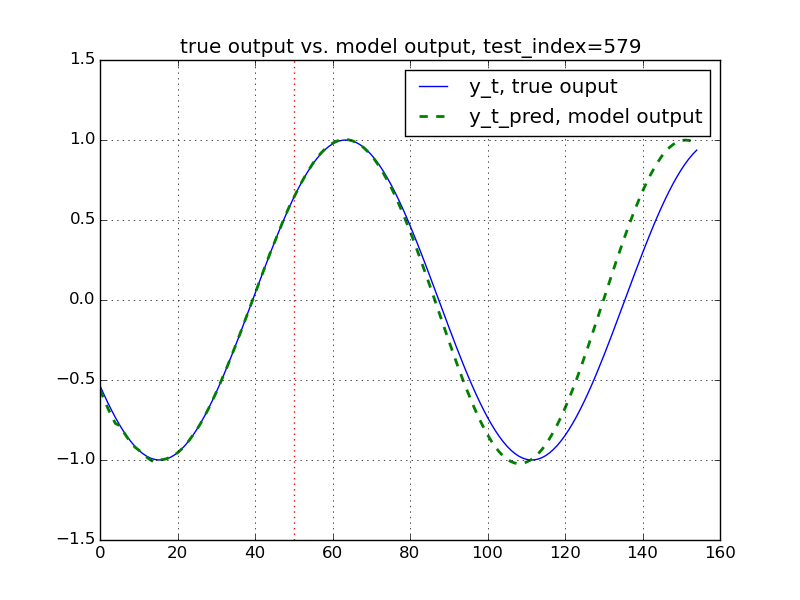 true output vs. model output, test_index=579
y_t, true ouput
y_t_pred, model output
1.5
1.0
0.5
0.0
−0.5
−1.0
−1.5
0 20 40 60 80 100 120 140 160